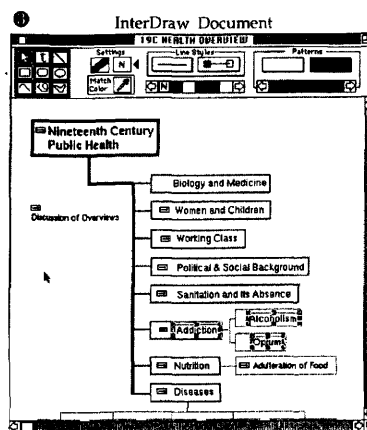 InterDraw Document
19C HEALTH OVERVIEW
Settings
Line Styles
Patterns
N
Match
Color
N
Nineteenth Century
Public Health
Biology and Medicine
Discussion of Overviews
Women and Children
Working Class
Political & Social Background
Sanitation and Its Absence
Alcoholism
Addiction
Opium
Nutrition
Adulteration of Food
Diseases